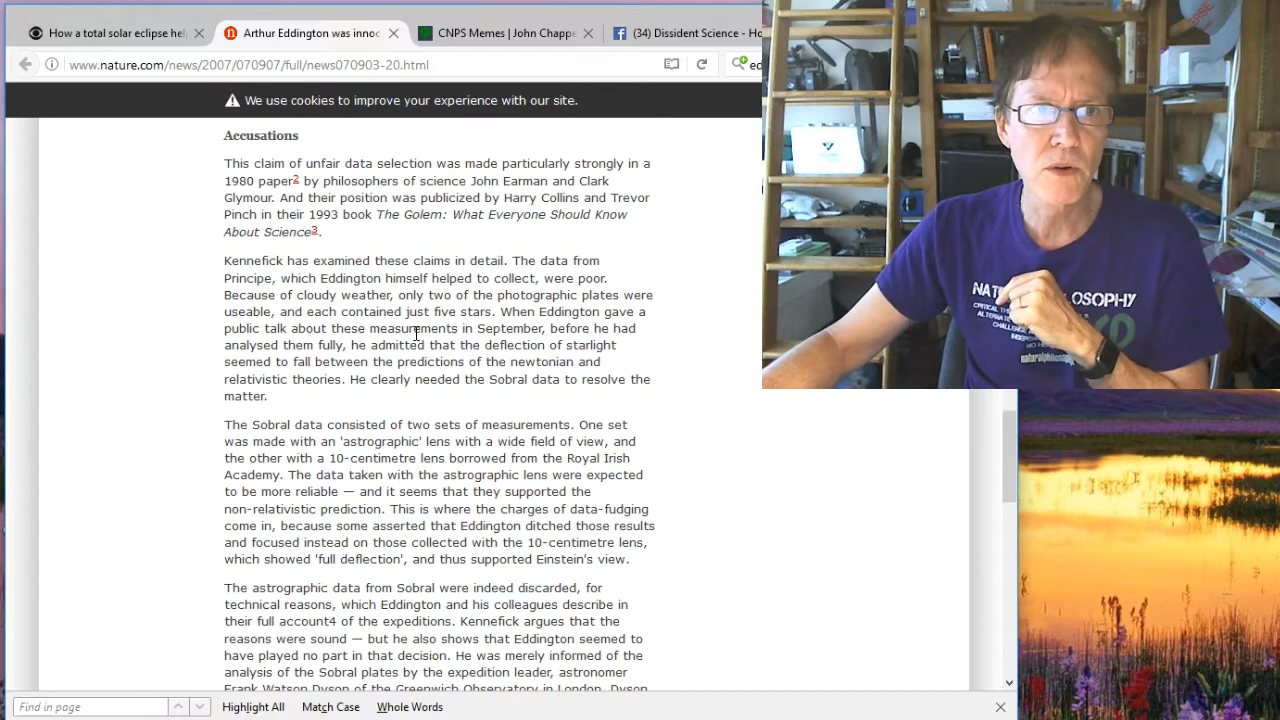 How a total solar eclipse hel
Arthur Eddington was innoc
CNPS Memes | John Chappe
(34) Dissident Science - Ho
www.nature.com/news/2007/070907/full/news070903-20.html
ed
We use cookies to improve your experience with our site.
Accusations
This claim of unfair data selection was made particularly strongly in a
1980 paper2 by philosophers of science John Earman and Clark
Glymour. And their position was publicized by Harry Collins and Trevor
Pinch in their 1993 book The Golem: What Everyone Should Know
About Science3.
Kennefick has examined these claims in detail. The data from
Principe, which Eddington himself helped to collect, were poor.
Because of cloudy weather, only two of the photographic plates were
useable, and each contained just five stars. When Eddington gave a
public talk about these measurements in September, before he had
analysed them fully, he admitted that the deflection of starlight
seemed to fall between the predictions of the newtonian and
relativistic theories. He clearly needed the Sobral data to resolve the
matter.
The Sobral data consisted of two sets of measurements. One set
was made with an 'astrographic' lens with a wide field of view, and
the other with a 10-centimetre lens borrowed from the Royal Irish
Academy. The data taken with the astrographic lens were expected
to be more reliable — and it seems that they supported the
non-relativistic prediction. This is where the charges of data-fudging
come in, because some asserted that Eddington ditched those results
and focused instead on those collected with the 10-centimetre lens,
which showed 'full deflection', and thus supported Einstein's view.
The astrographic data from Sobral were indeed discarded, for
technical reasons, which Eddington and his colleagues describe in
their full account4 of the expeditions. Kennefick argues that the
reasons were sound — but he also shows that Eddington seemed to
have played no part in that decision. He was merely informed of the
analysis of the Sobral plates by the expedition leader, astronomer
Frank Watson Dyson of the Greenwich Observatory in London. Dyson
Find in page
Highlight All
Match Case
Whole Words